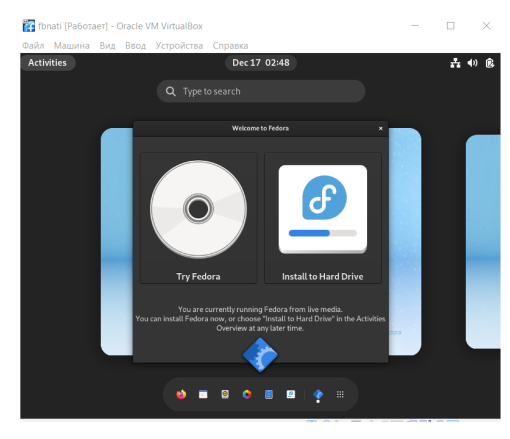 fbnati [Работает] - Oracle VM VirtualBox
Файл Машина Вид Ввод Устройства Справка
Activities Dec 17 02:48
Type to search
Welcome to Fedora
Try Fedora Install to Hard Drive
You are currently running Fedora from live media.
You can install Fedora now, or choose "Install to Hard Drive" in the Activities
Overview at any later time.